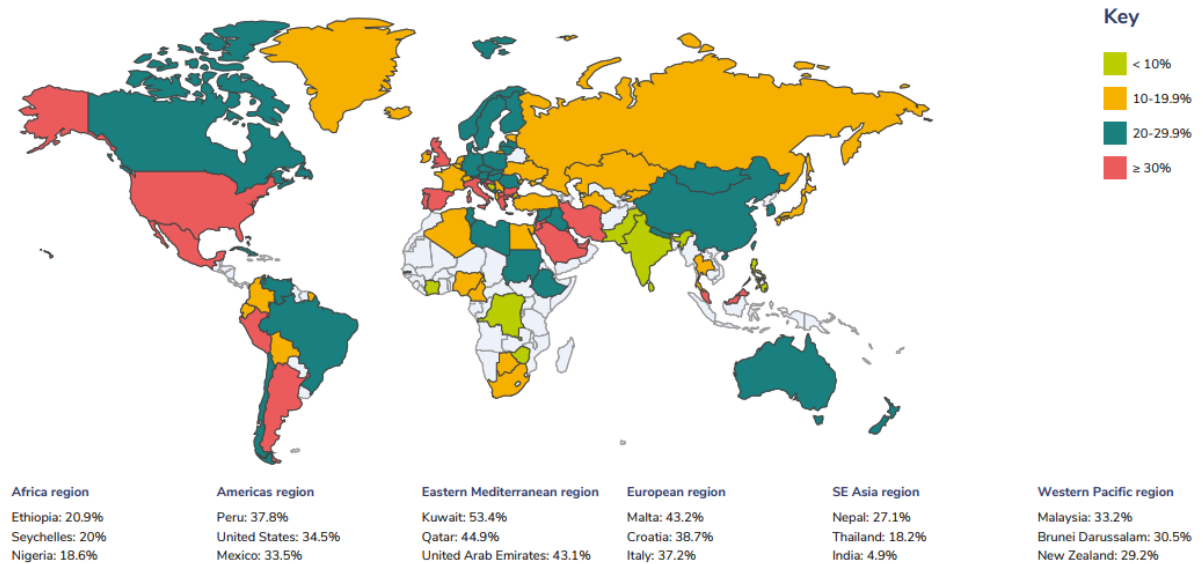 Key
< 10%
10-19.9%
20-29.9%
≥ 30%
Africa region
Ethiopia: 20.9%
Seychelles: 20%
Nigeria: 18.6%
Americas region
Peru: 37.8%
United States: 34.5%
Mexico: 33.5%
Eastern Mediterranean region
Kuwait: 53.4%
Qatar: 44.9%
United Arab Emirates: 43.1%
European region
Malta: 43.2%
Croatia: 38.7%
Italy: 37.2%
SE Asia region
Nepal: 27.1%
Thailand: 18.2%
India: 4.9%
Western Pacific region
Malaysia: 33.2%
Brunei Darussalam: 30.5%
New Zealand: 29.2%